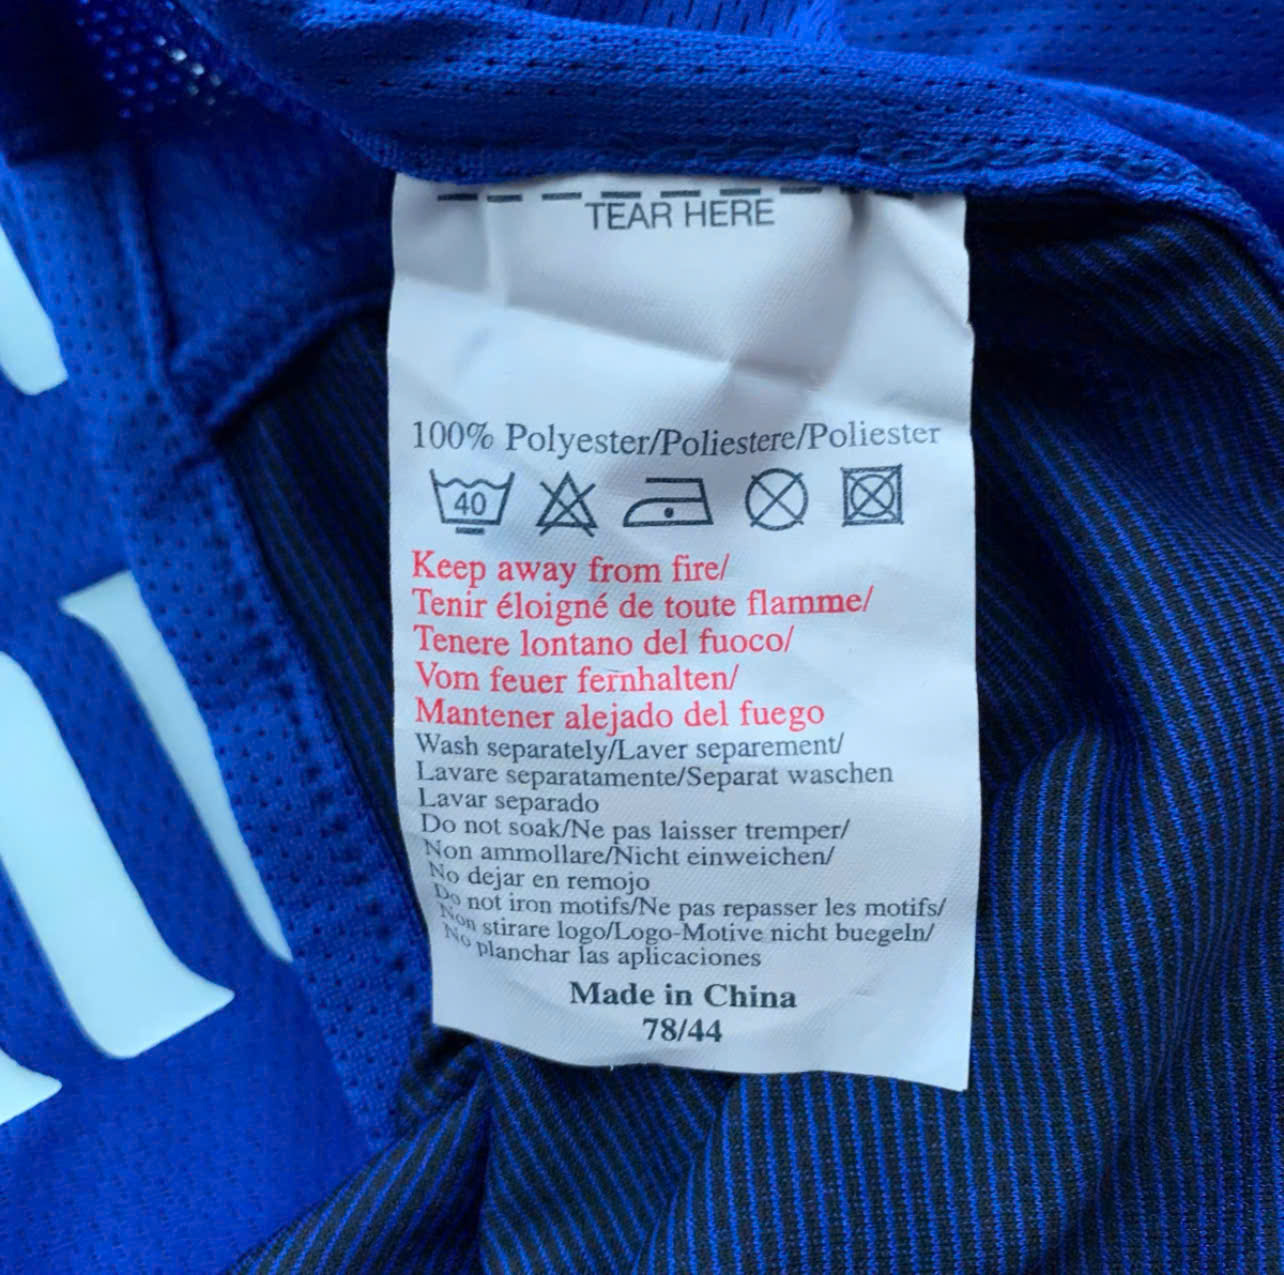 TEAR HERE
100% Polyester/Poliestere/Poliester
40
Keep away from fire/
Tenir éloigné de toute flamme/
Tenere lontano del fuoco/
Vom feuer fernhalten/
Mantener alejado del fuego
Wash separately/Laver separement/
Lavare separatamente/Separat waschen
Lavar separado
Do not soak/Ne pas laisser tremper/
Non ammollare/Nicht einweichen/
No dejar en remojo
Do not iron motifs/Ne pas repasser les motifs/
Non stirare logo/Logo-Motive nicht buegeln/
No planchar las aplicaciones
Made in China
78/44